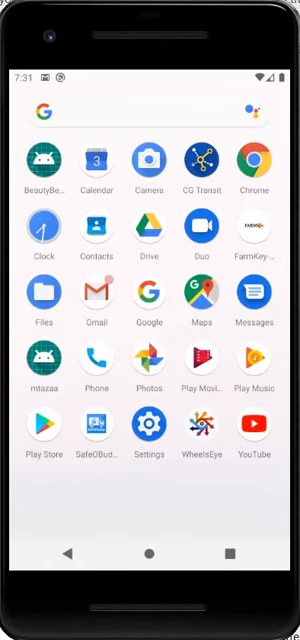 7:31
BeautyBe...
Calendar
Camera
CG Transit
Chrome
Clock
Contacts
Drive
Duo
FarmKey-...
Files
Gmail
Google
Maps
Messages
mtazaa
Phone
Photos
Play Movi...
Play Music
Play Store
SafeOBud...
Settings
WheelsEye
YouTube